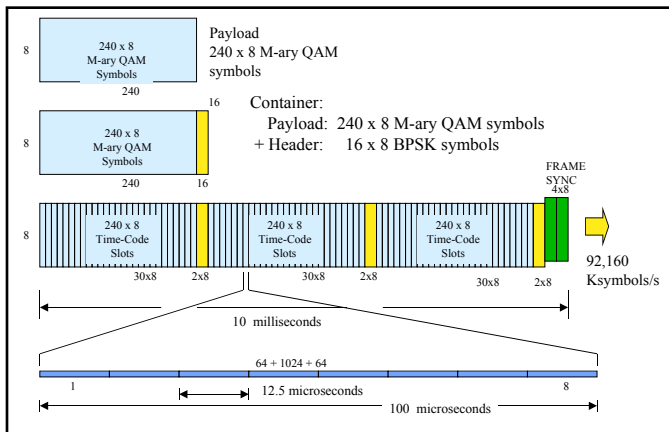 8
240 x 8
M-ary QAM
Symbols
240
Payload
240 x 8 M-ary QAM
symbols
16
8
240 x 8
M-ary QAM
Symbols
240
16
Container:
Payload: 240 x 8 M-ary QAM symbols
+ Header: 16 x 8 BPSK symbols
FRAME
SYNC
4x8
8
240 x 8
Time-Code
Slots
240 x 8
Time-Code
Slots
240 x 8
Time-Code
Slots
30x8
2x8
30x8
2x8
30x8
2x8
92,160
Ksymbols/s
10 milliseconds
64 + 1024 + 64
1
8
12.5 microseconds
100 microseconds